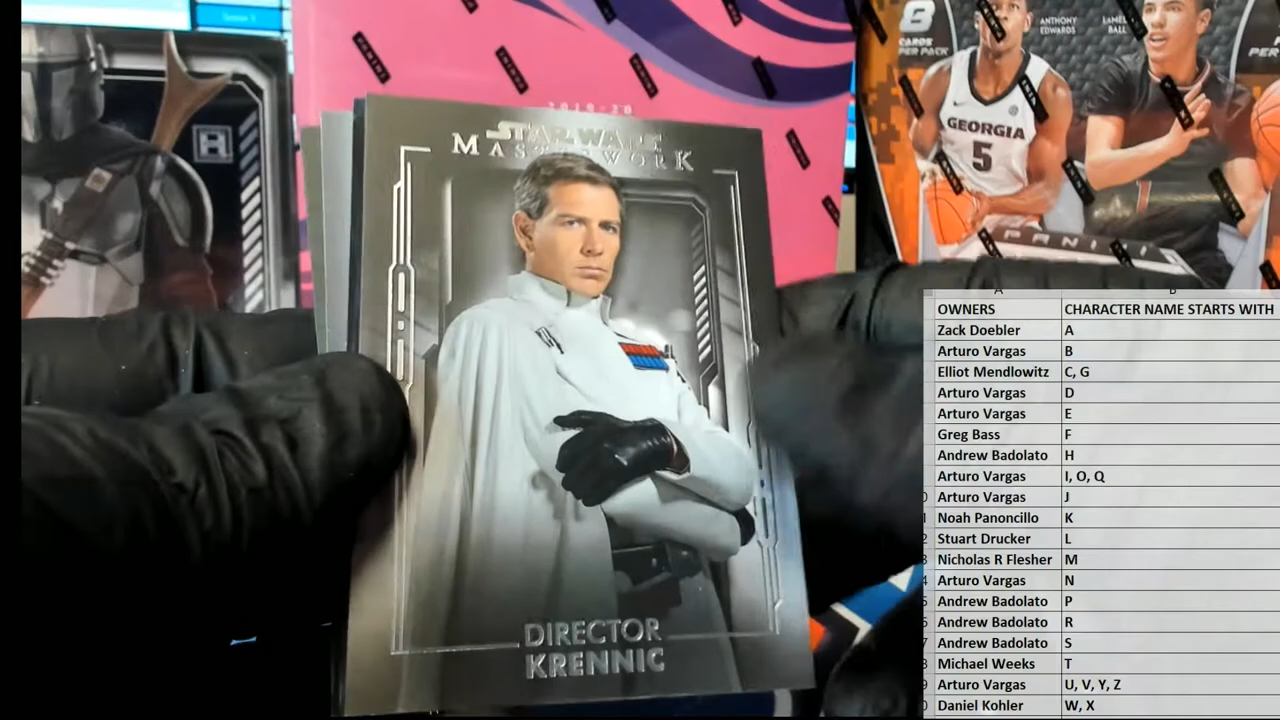 2019-20
STAR WARS
MASTERWORK
DIRECTOR
KRENNIC
8
CARDS
PER PACK
ANTHONY
EDWARDS
LAMELO
BALL
GEORGIA
5
PANINI
A B
OWNERS CHARACTER NAME STARTS WITH
Zack Doebler A
Arturo Vargas B
Elliot Mendlowitz C, G
Arturo Vargas D
Arturo Vargas E
Greg Bass F
Andrew Badolato H
Arturo Vargas I, O, Q
Arturo Vargas J
Noah Panoncillo K
Stuart Drucker L
Nicholas R Flesher M
Arturo Vargas N
Andrew Badolato P
Andrew Badolato R
Andrew Badolato S
Michael Weeks T
Arturo Vargas U, V, Y, Z
Daniel Kohler W, X